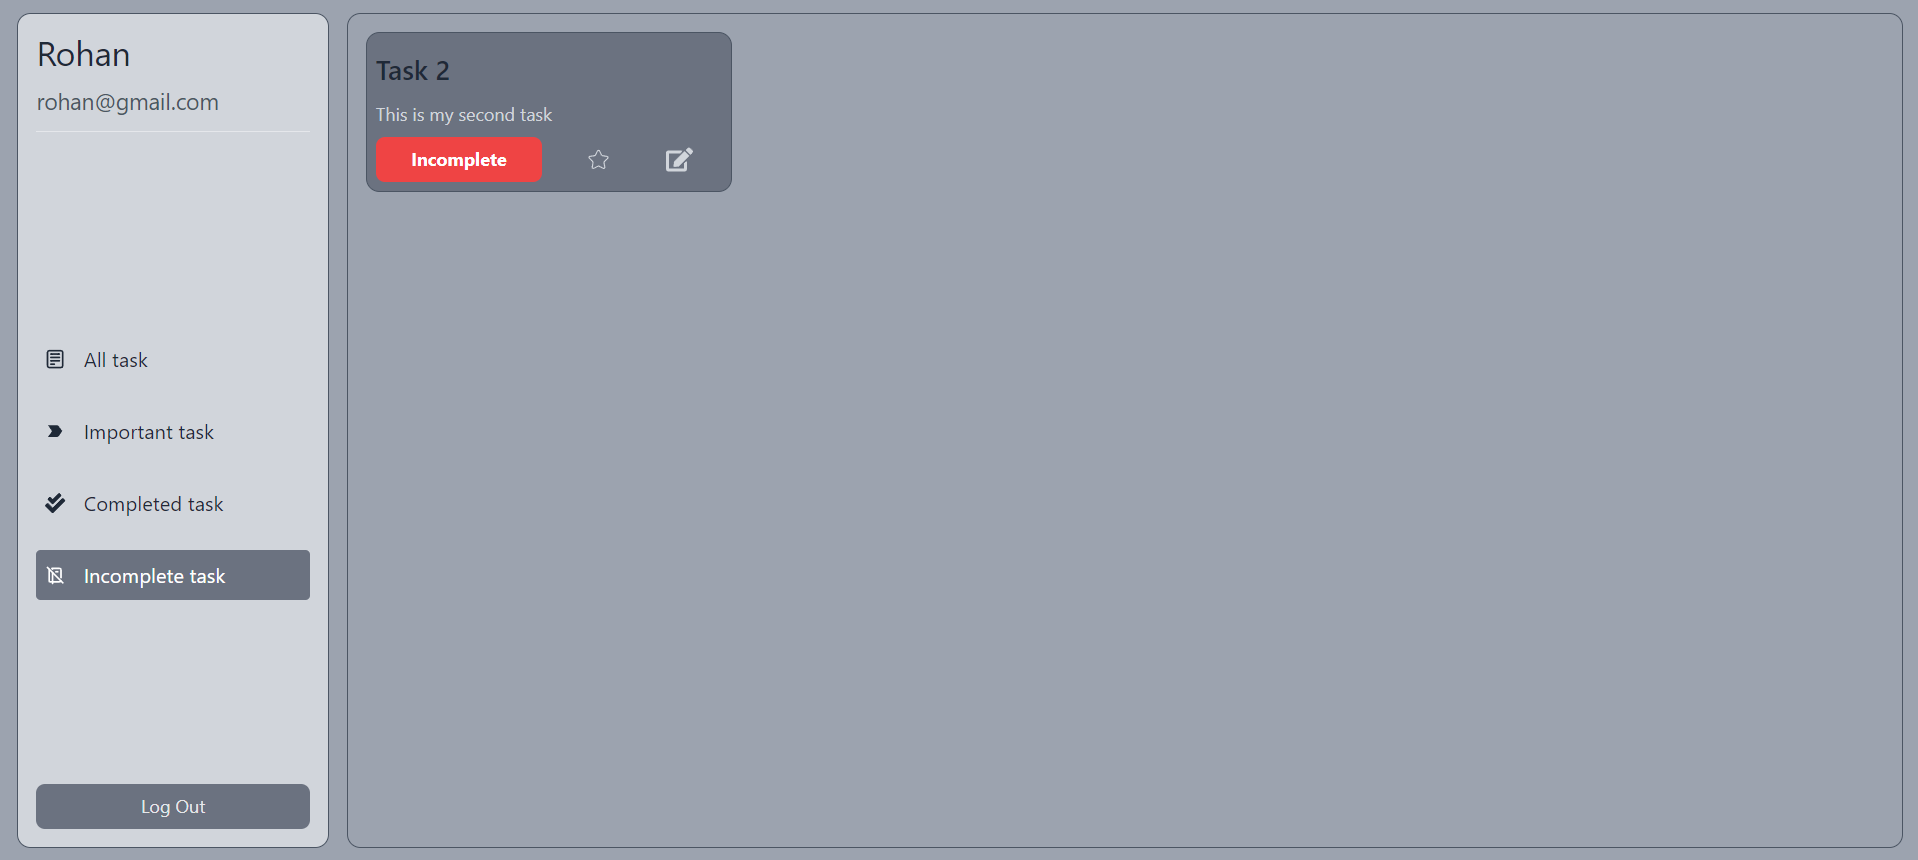 Rohan
rohan@gmail.com
All task
Important task
Completed task
Incomplete task
Log Out
Task 2
This is my second task
Incomplete